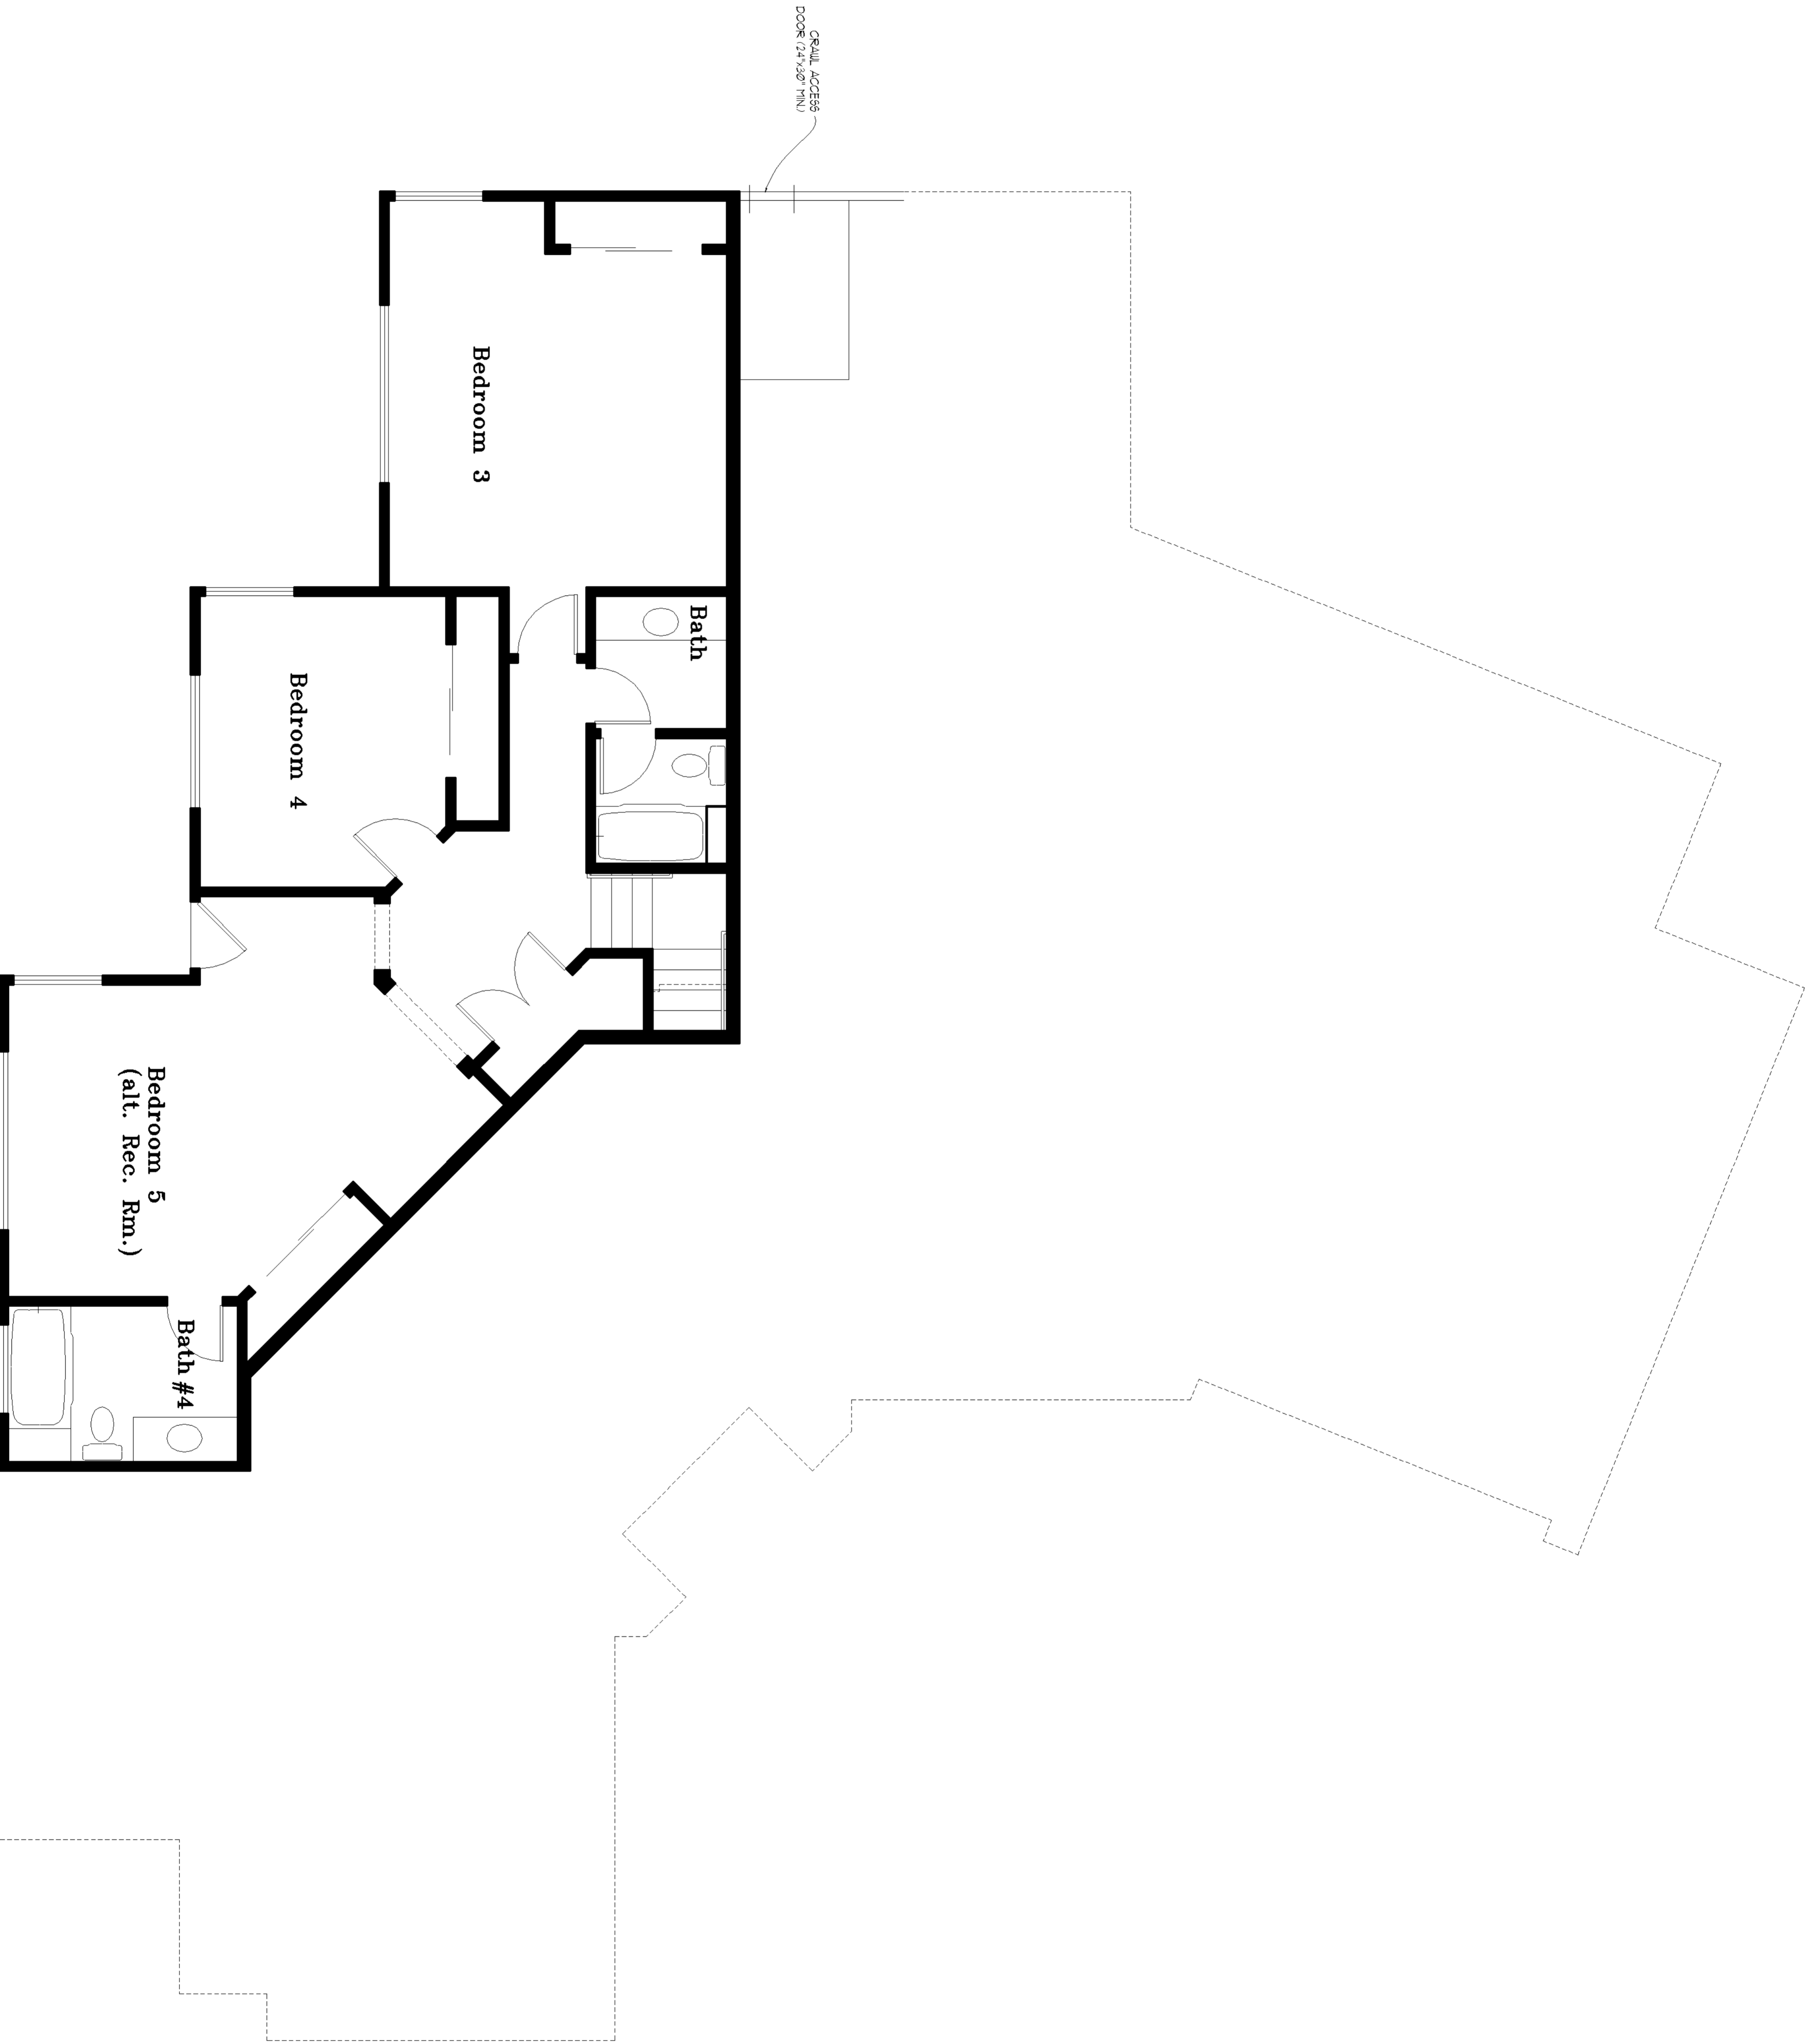 CRAWL ACCESS
DOOR (24"x30" MIN.)
Bedroom 3
Bath
Bedroom 4
Bedroom 5
(alt. Rec. Rm.)
Bath #4